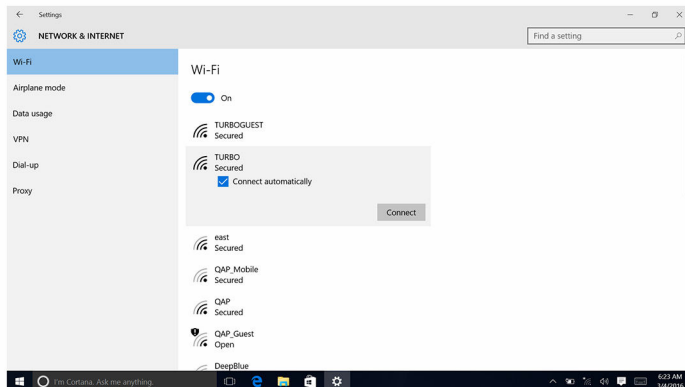 Settings
NETWORK & INTERNET
Find a setting
Wi-Fi
Airplane mode
Data usage
VPN
Dial-up
Proxy
Wi-Fi
On
TURBOGUEST
Secured
TURBO
Secured
Connect automatically
Connect
east
Secured
QAP_Mobile
Secured
QAP
Secured
QAP_Guest
Open
DeepBlue
I'm Cortana. Ask me anything.
6:23 AM
3/4/2016